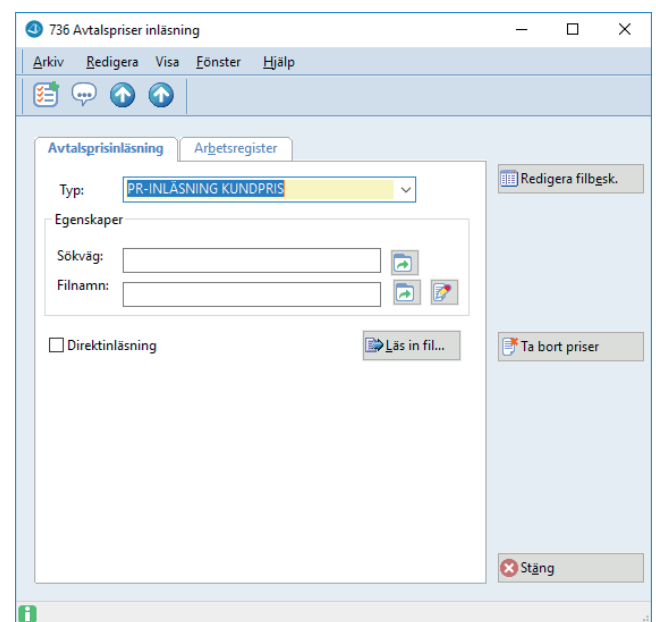 736 Avtalspriser inläsning
Arkiv Redigera Visa Fönster Hjälp
Avtalsprisinläsning Arbetsregister
Redigera filbesk.
Typ: PR-INLÄSNING KUNDPRIS
Egenskaper
Sökväg:
Filnamn:
Direktinläsning Läs in fil... Ta bort priser
Stäng